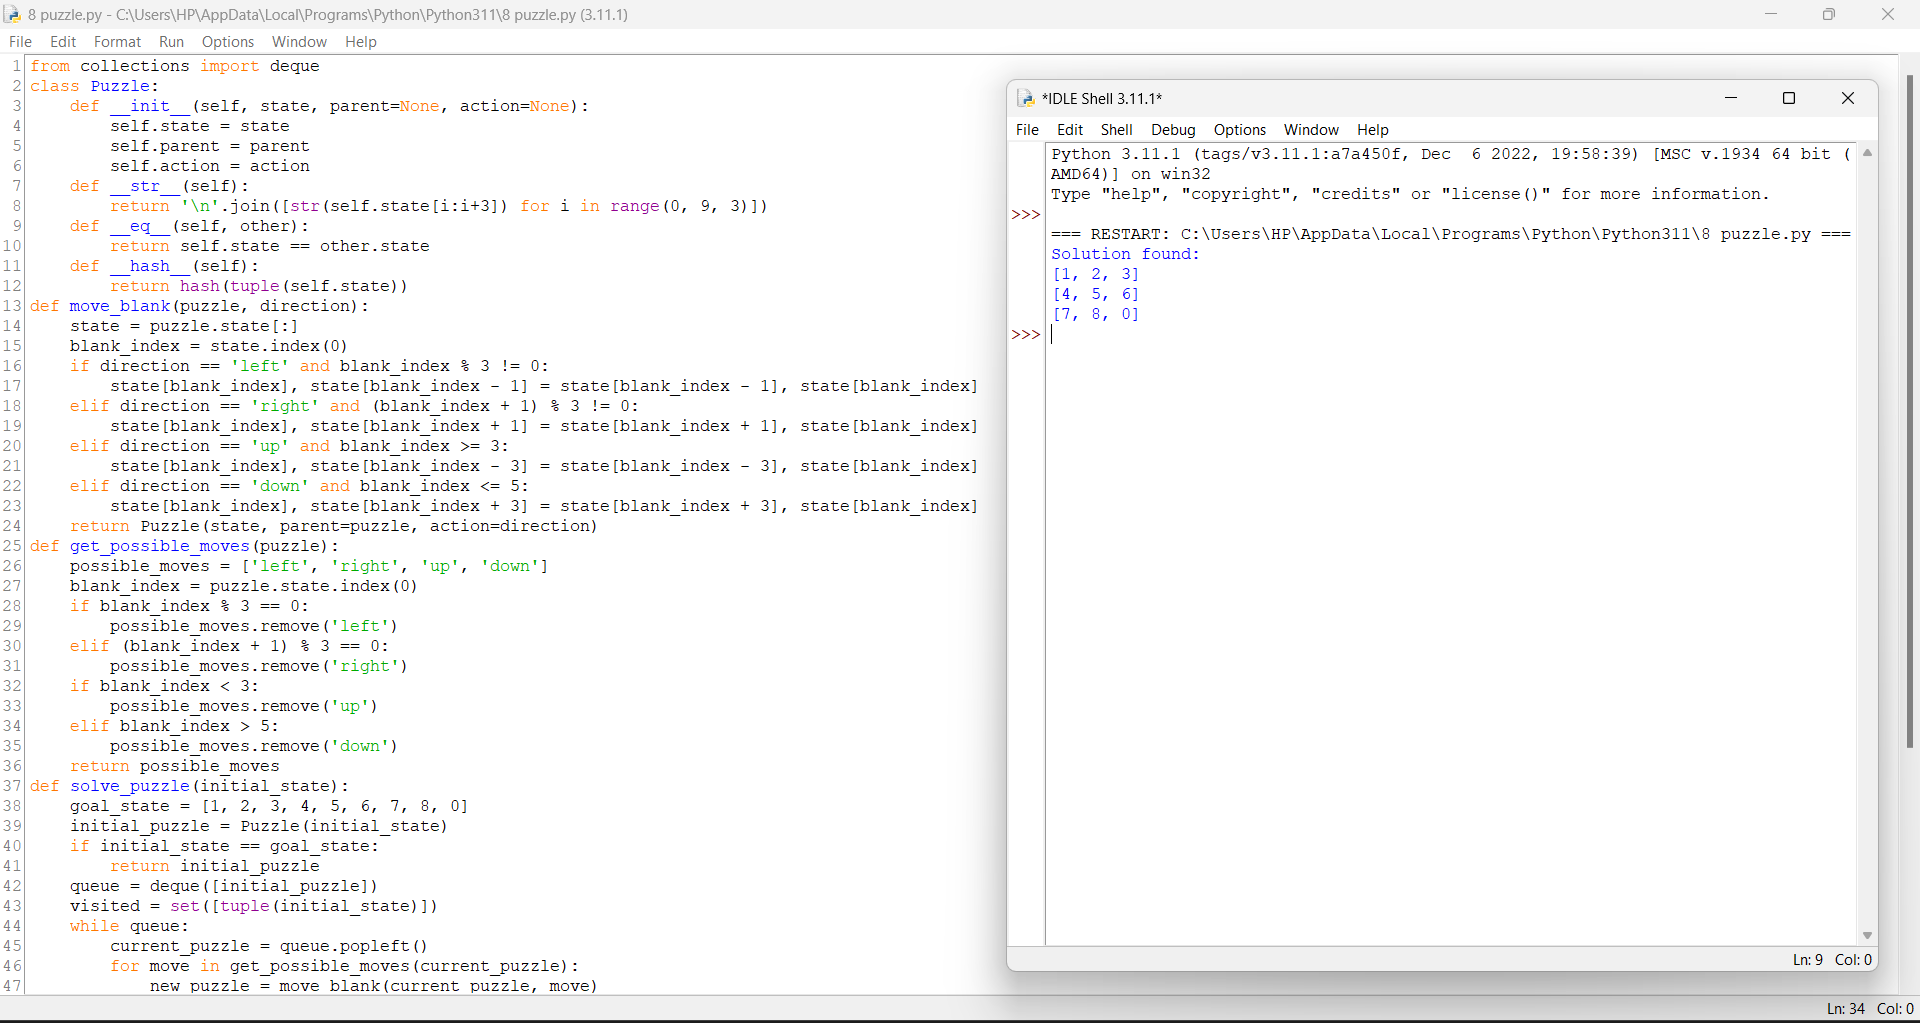 8 puzzle.py - C:\Users\HP\AppData\Local\Programs\Python\Python311\8 puzzle.py (3.11.1)
File Edit Format Run Options Window Help
1 from collections import deque
2 class Puzzle:
3     def __init__(self, state, parent=None, action=None):
4         self.state = state
5         self.parent = parent
6         self.action = action
7     def __str__(self):
8         return '\n'.join([str(self.state[i:i+3]) for i in range(0, 9, 3)])
9     def __eq__(self, other):
10         return self.state == other.state
11     def __hash__(self):
12         return hash(tuple(self.state))
13 def move_blank(puzzle, direction):
14     state = puzzle.state[:]
15     blank_index = state.index(0)
16     if direction == 'left' and blank_index % 3 != 0:
17         state[blank_index], state[blank_index - 1] = state[blank_index - 1], state[blank_index]
18     elif direction == 'right' and (blank_index + 1) % 3 != 0:
19         state[blank_index], state[blank_index + 1] = state[blank_index + 1], state[blank_index]
20     elif direction == 'up' and blank_index >= 3:
21         state[blank_index], state[blank_index - 3] = state[blank_index - 3], state[blank_index]
22     elif direction == 'down' and blank_index <= 5:
23         state[blank_index], state[blank_index + 3] = state[blank_index + 3], state[blank_index]
24     return Puzzle(state, parent=puzzle, action=direction)
25 def get_possible_moves(puzzle):
26     possible_moves = ['left', 'right', 'up', 'down']
27     blank_index = puzzle.state.index(0)
28     if blank_index % 3 == 0:
29         possible_moves.remove('left')
30     elif (blank_index + 1) % 3 == 0:
31         possible_moves.remove('right')
32     if blank_index < 3:
33         possible_moves.remove('up')
34     elif blank_index > 5:
35         possible_moves.remove('down')
36     return possible_moves
37 def solve_puzzle(initial_state):
38     goal_state = [1, 2, 3, 4, 5, 6, 7, 8, 0]
39     initial_puzzle = Puzzle(initial_state)
40     if initial_state == goal_state:
41         return initial_puzzle
42     queue = deque([initial_puzzle])
43     visited = set([tuple(initial_state)])
44     while queue:
45         current_puzzle = queue.popleft()
46         for move in get_possible_moves(current_puzzle):
47             new_puzzle = move_blank(current_puzzle, move)
Ln: 34 Col: 0
*IDLE Shell 3.11.1*
File Edit Shell Debug Options Window Help
Python 3.11.1 (tags/v3.11.1:a7a450f, Dec  6 2022, 19:58:39) [MSC v.1934 64 bit (
AMD64)] on win32
Type "help", "copyright", "credits" or "license()" for more information.
>>>
=== RESTART: C:\Users\HP\AppData\Local\Programs\Python\Python311\8 puzzle.py ===
Solution found:
[1, 2, 3]
[4, 5, 6]
[7, 8, 0]
>>>
Ln: 9 Col: 0